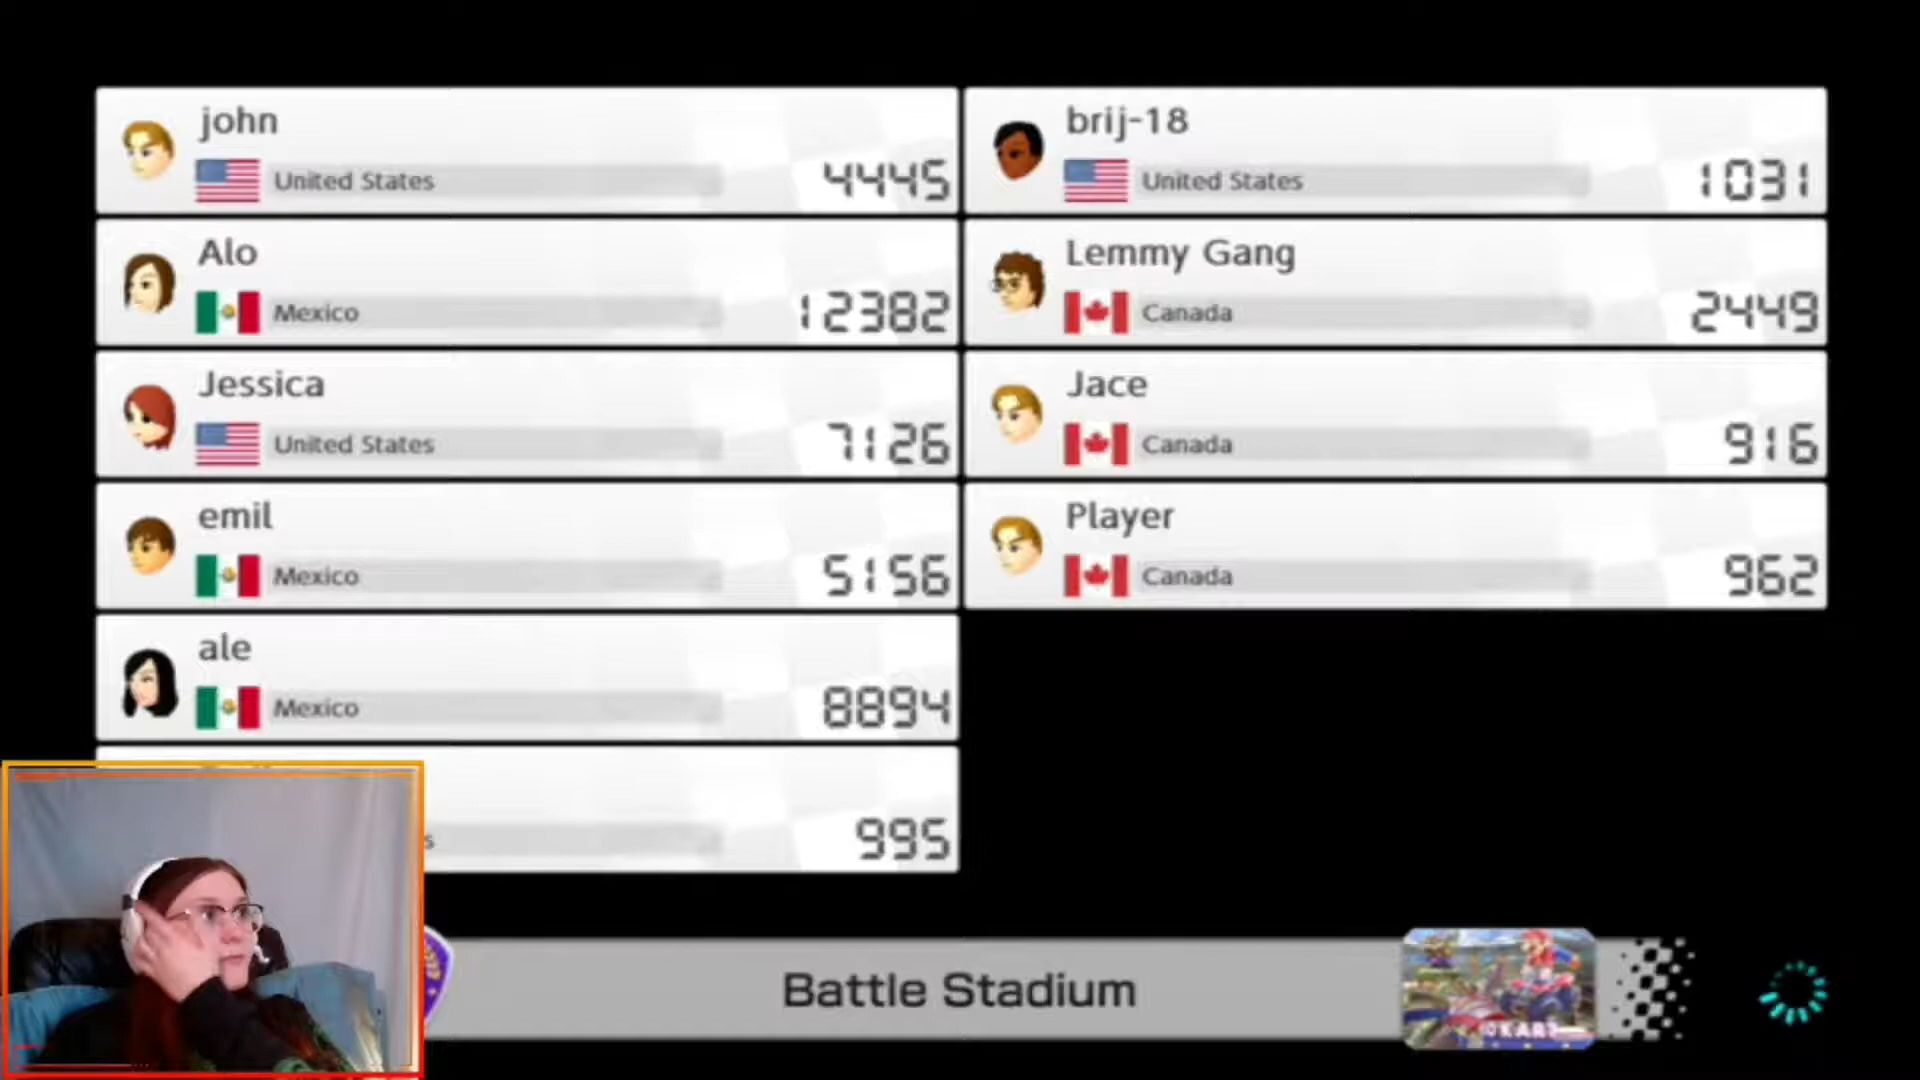 john
United States 4445
Alo
Mexico 12382
Jessica
United States 7126
emil
Mexico 5156
ale
Mexico 8894
995
brij-18
United States 1031
Lemmy Gang
Canada 2449
Jace
Canada 916
Player
Canada 962
Battle Stadium
KART